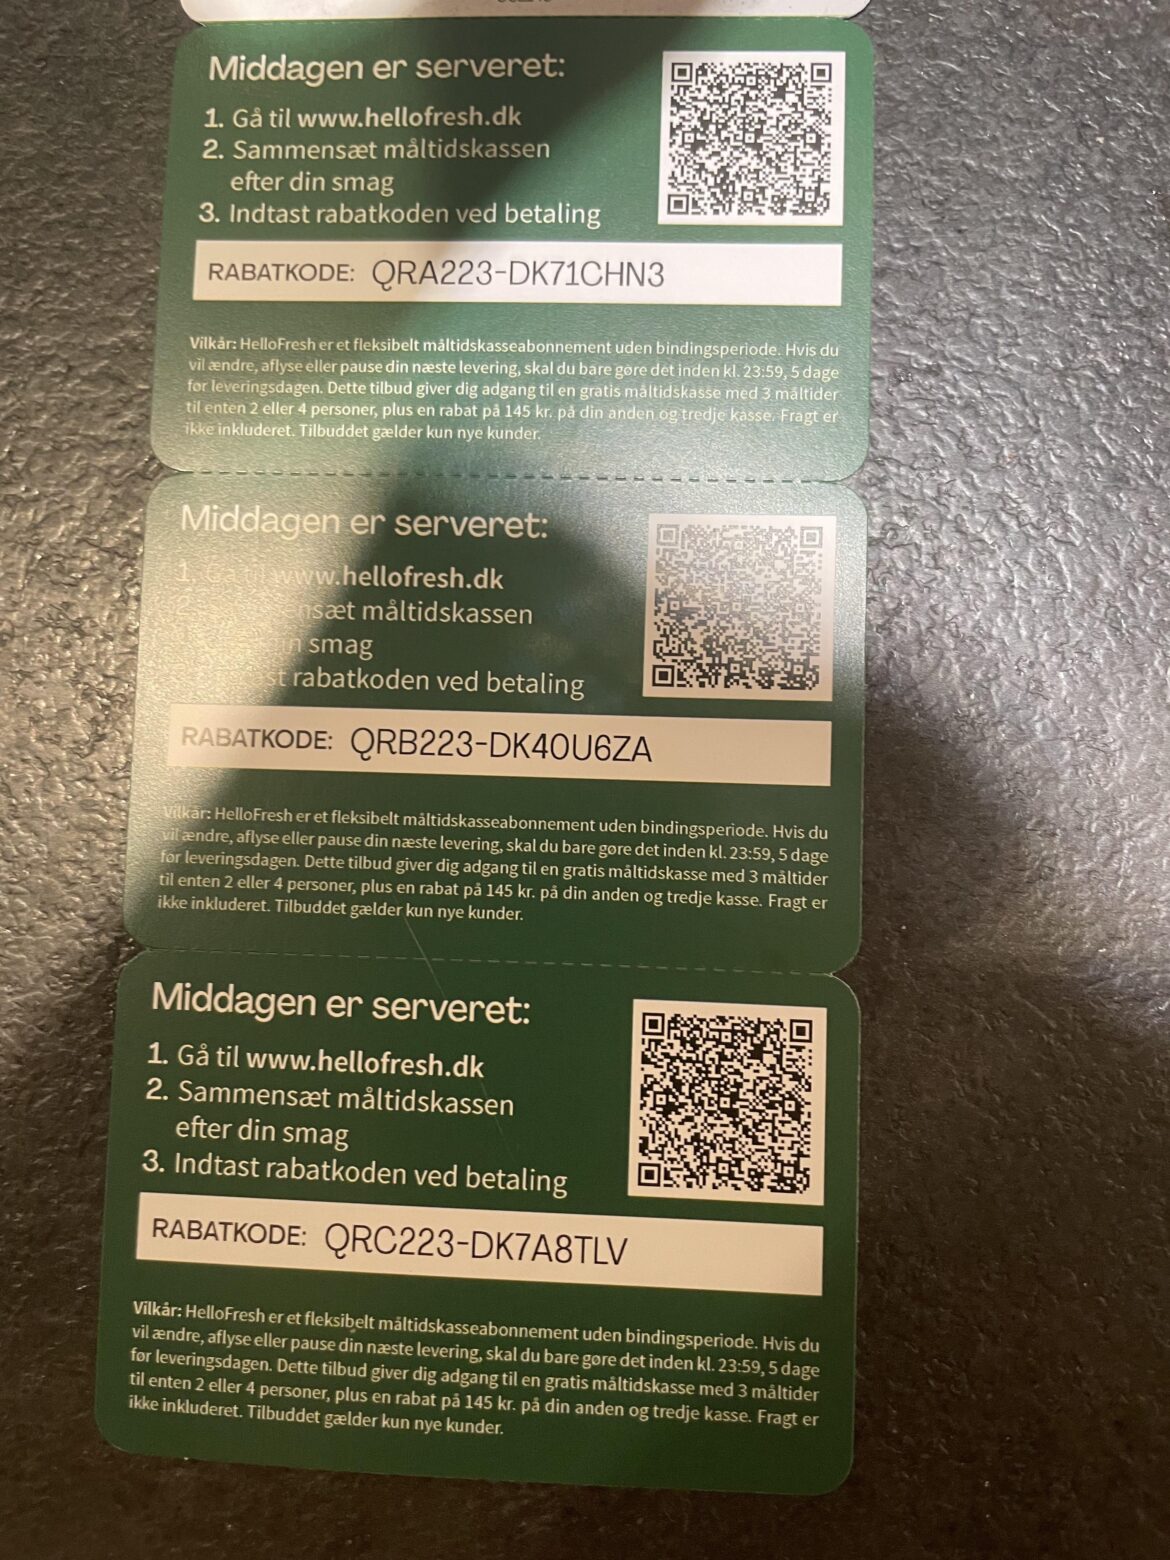 Middagen er serveret:
1. Gå til www.hellofresh.dk
2. Sammensæt måltidskassen
efter din smag
3. Indtast rabatkoden ved betaling
RABATKODE: QRA223-DK71CHN3
Vilkår: HelloFresh er et fleksibelt måltidskasseabonnement uden bindingsperiode. Hvis du
vil ændre, aflyse eller pause din næste levering, skal du bare gøre det inden kl. 23:59, 5 dage
før leveringsdagen. Dette tilbud giver dig adgang til en gratis måltidskasse med 3 måltider
til enten 2 eller 4 personer, plus en rabat på 145 kr. på din anden og tredje kasse. Fragt er
ikke inkluderet. Tilbuddet gælder kun nye kunder.
Middagen er serveret:
1. Gå til www.hellofresh.dk
nsæt måltidskassen
din smag
st rabatkoden ved betaling
RABATKODE: QRB223-DK40U6ZA
Vilkår: HelloFresh er et fleksibelt måltidskasseabonnement uden bindingsperiode. Hvis du
vil ændre, aflyse eller pause din næste levering, skal du bare gøre det inden kl. 23:59, 5 dage
før leveringsdagen. Dette tilbud giver dig adgang til en gratis måltidskasse med 3 måltider
til enten 2 eller 4 personer, plus en rabat på 145 kr. på din anden og tredje kasse. Fragt er
ikke inkluderet. Tilbuddet gælder kun nye kunder.
Middagen er serveret:
1. Gå til www.hellofresh.dk
2. Sammensæt måltidskassen
efter din smag
3. Indtast rabatkoden ved betaling
RABATKODE: QRC223-DK7A8TLV
Vilkår: HelloFresh er et fleksibelt måltidskasseabonnement uden bindingsperiode. Hvis du
vil ændre, aflyse eller pause din næste levering, skal du bare gøre det inden kl. 23:59, 5 dage
før leveringsdagen. Dette tilbud giver dig adgang til en gratis måltidskasse med 3 måltider
til enten 2 eller 4 personer, plus en rabat på 145 kr. på din anden og tredje kasse. Fragt er
ikke inkluderet. Tilbuddet gælder kun nye kunder.